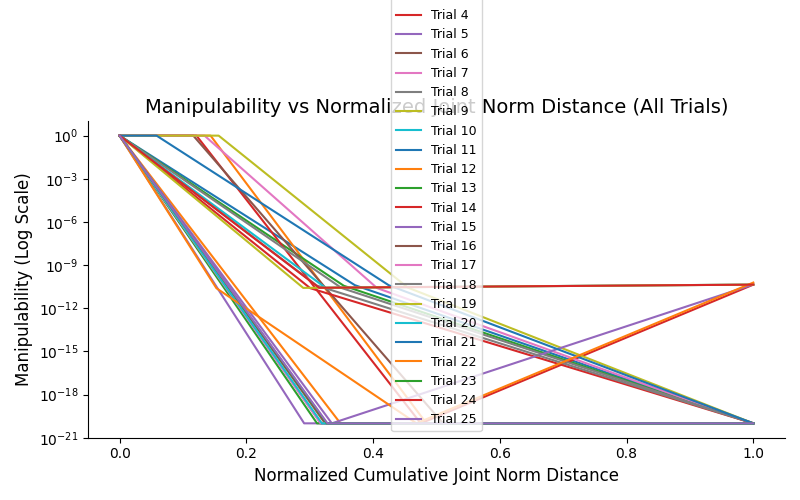 Trial 4
Trial 5
Trial 6
Trial 7
Trial 8
Manipulability vs Normalized Joint Norm Distance (All Trials)
Trial 9
Trial 10
Trial 11
Trial 12
Trial 13
Trial 14
Trial 15
Trial 16
Trial 17
Trial 18
Trial 19
Trial 20
Trial 21
Trial 22
Trial 23
Trial 24
Trial 25
Manipulability (Log Scale)
10⁰
10⁻³
10⁻⁶
10⁻⁹
10⁻¹²
10⁻¹⁵
10⁻¹⁸
10⁻²¹
0.0 0.2 0.4 0.6 0.8 1.0
Normalized Cumulative Joint Norm Distance